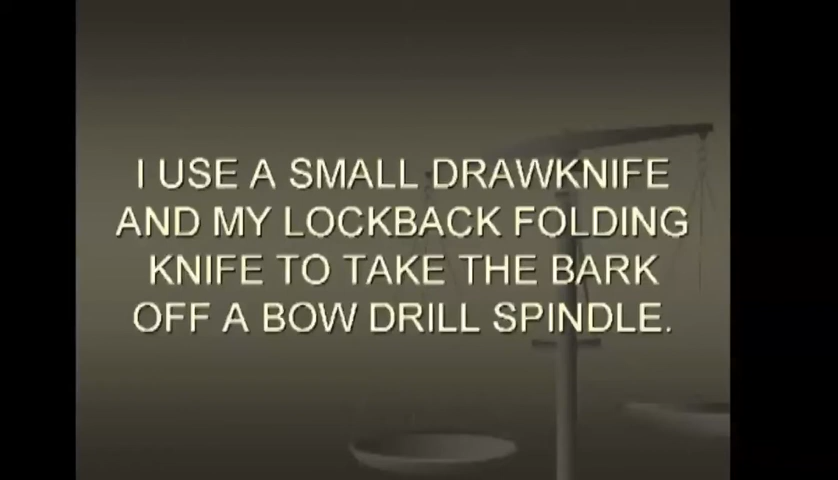 I USE A SMALL DRAWKNIFE
AND MY LOCKBACK FOLDING
KNIFE TO TAKE THE BARK
OFF A BOW DRILL SPINDLE.